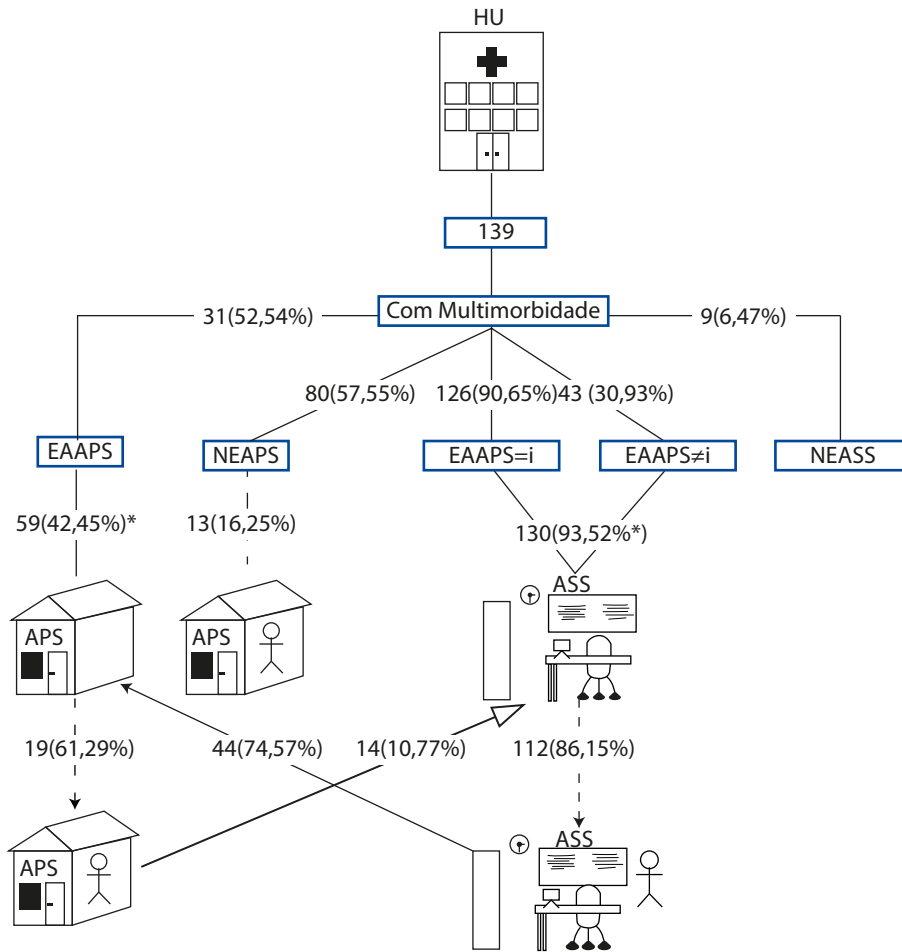 HU
139
Com Multimorbidade
31(52,54%)
9(6,47%)
80(57,55%)
126(90,65%)43 (30,93%)
EAAPS
NEAPS
EAAPS=i
EAAPS≠i
NEASS
59(42,45%)*
13(16,25%)
130(93,52%*)
ASS
APS
APS
19(61,29%)
44(74,57%)
14(10,77%)
112(86,15%)
ASS
APS